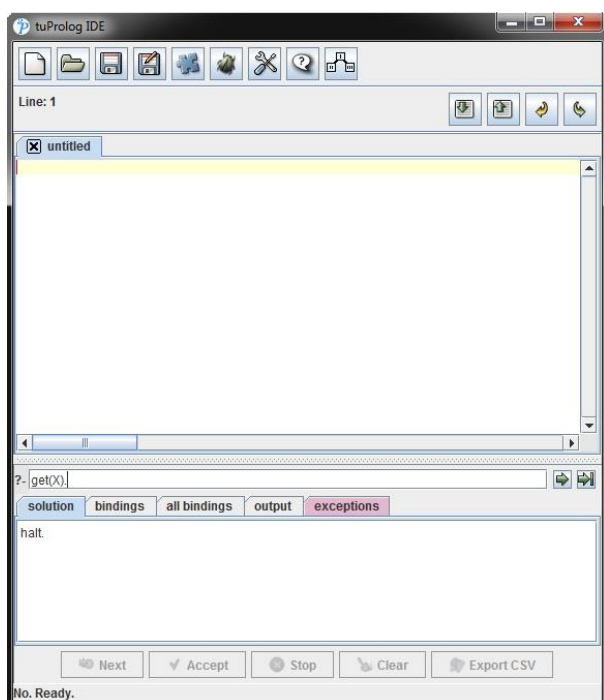 tuProlog IDE
Line: 1
untitled
?- get(X).
solution bindings all bindings output exceptions
halt.
Next Accept Stop Clear Export CSV
No. Ready.